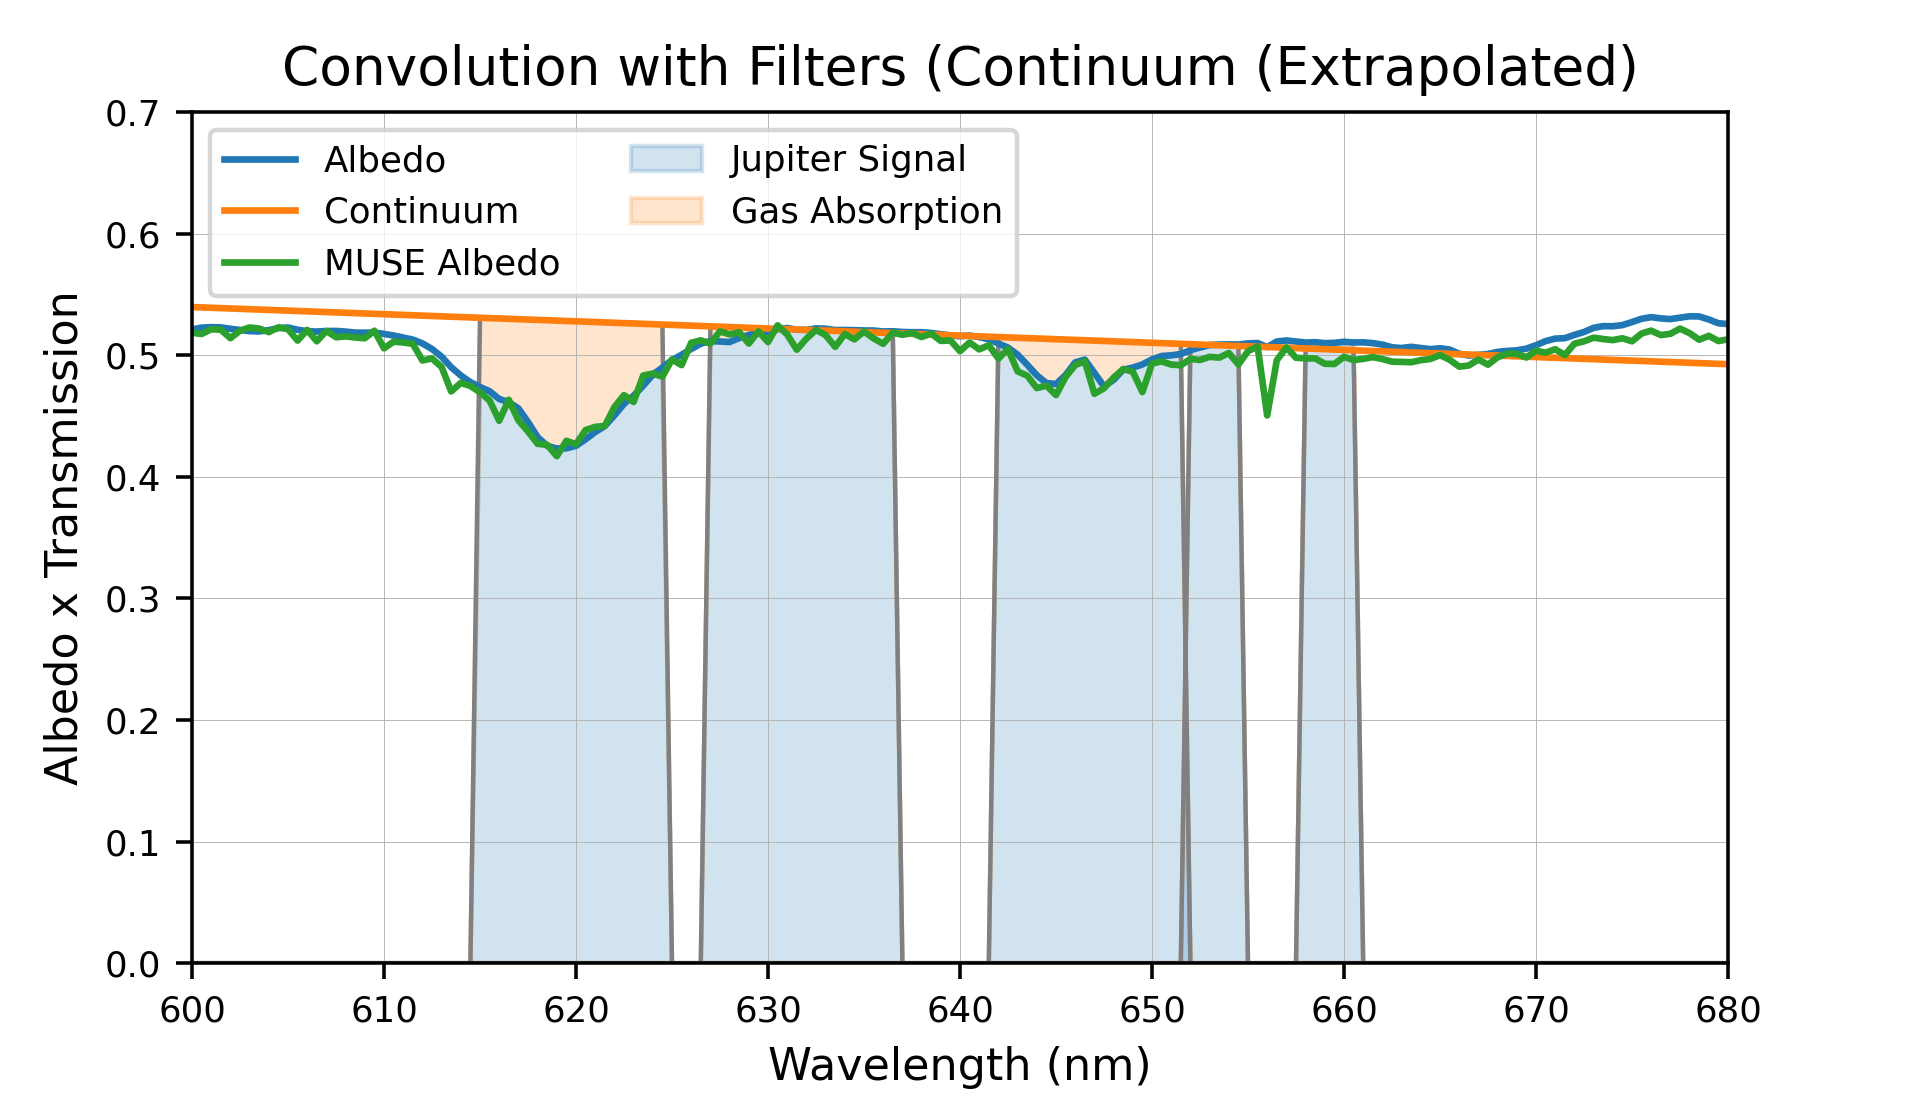 Convolution with Filters (Continuum (Extrapolated)
Albedo
Continuum
MUSE Albedo
Jupiter Signal
Gas Absorption
Albedo x Transmission
0.7
0.6
0.5
0.4
0.3
0.2
0.1
0.0
600 610 620 630 640 650 660 670 680
Wavelength (nm)